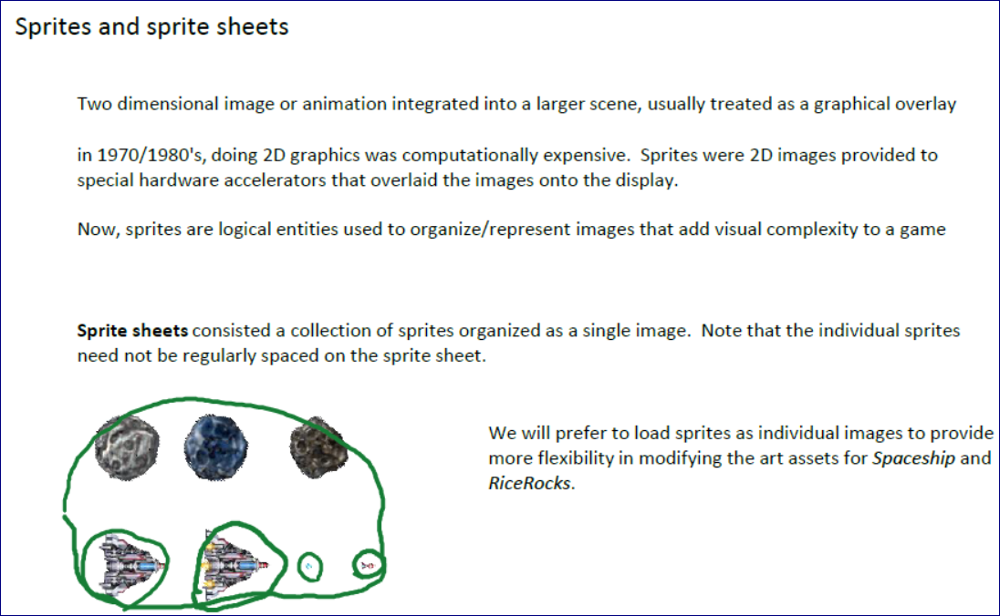 Sprites and sprite sheets
Two dimensional image or animation integrated into a larger scene, usually treated as a graphical overlay
in 1970/1980's, doing 2D graphics was computationally expensive.  Sprites were 2D images provided to
special hardware accelerators that overlaid the images onto the display.
Now, sprites are logical entities used to organize/represent images that add visual complexity to a game
Sprite sheets consisted a collection of sprites organized as a single image.  Note that the individual sprites
need not be regularly spaced on the sprite sheet.
We will prefer to load sprites as individual images to provide
more flexibility in modifying the art assets for Spaceship and
RiceRocks.